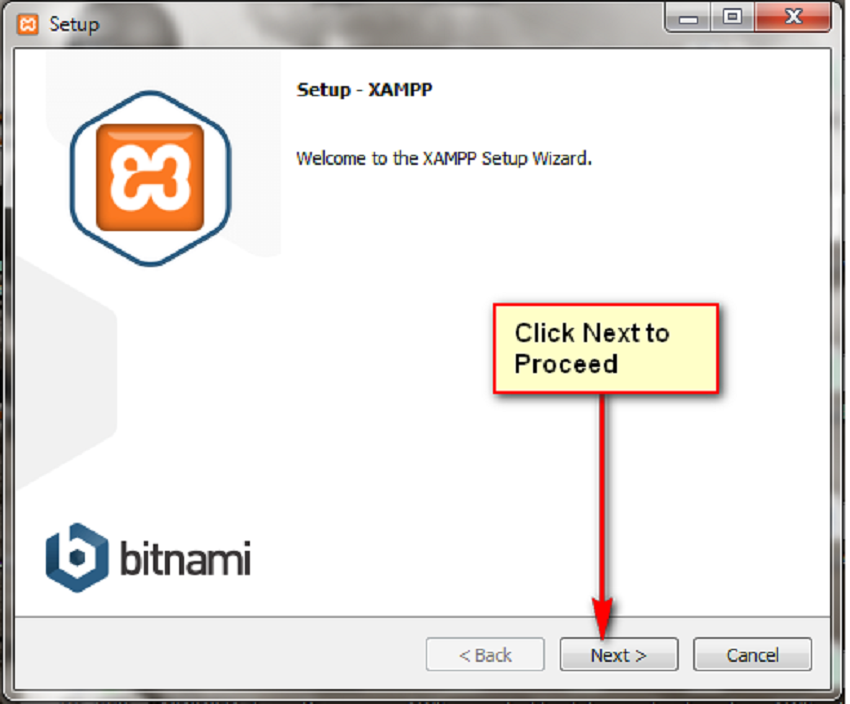 Setup
Setup - XAMPP
Welcome to the XAMPP Setup Wizard.
Click Next to
Proceed
bitnami
< Back
Next >
Cancel